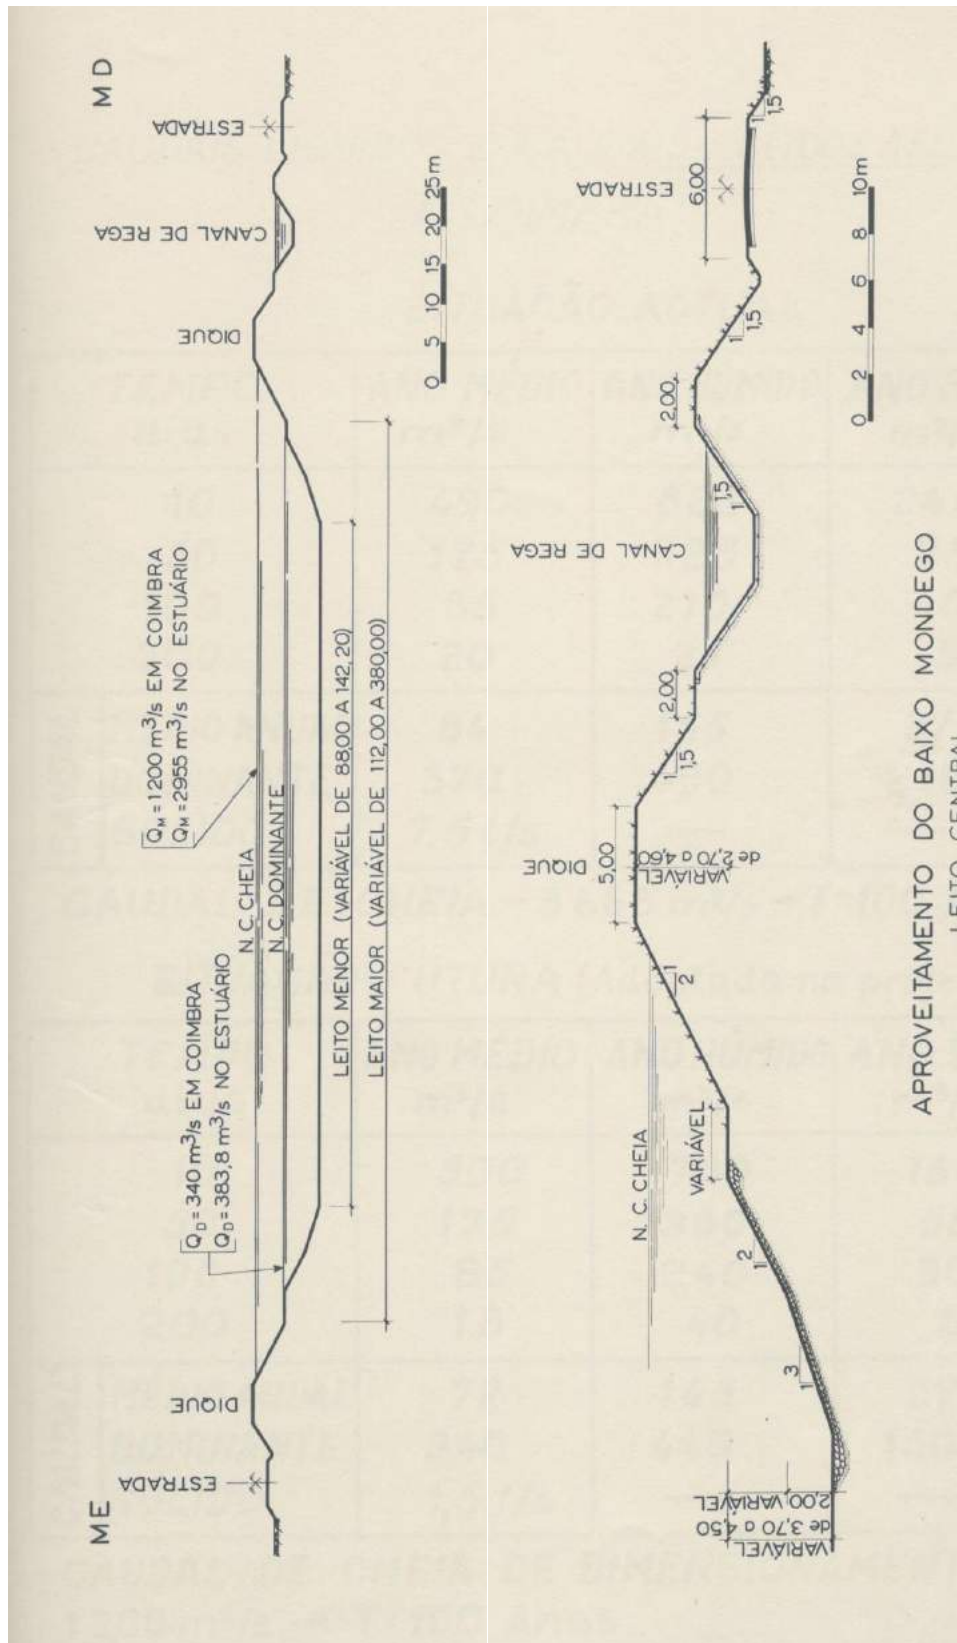 ME
MD
ESTRADA
DIQUE
Q_D = 340 m³/s EM COIMBRA
Q_D = 383,8 m³/s NO ESTUÁRIO
Q_M = 1200 m³/s EM COIMBRA
Q_M = 2955 m³/s NO ESTUÁRIO
N.C. CHEIA
N.C. DOMINANTE
DIQUE
CANAL DE REGA
ESTRADA
LEITO MENOR (VARIÁVEL DE 88,00 A 142,20)
LEITO MAIOR (VARIÁVEL DE 112,00 A 380,00)
0 5 10 15 20 25 m
VARIÁVEL
de 3,70 a 4,50
2,00 VARIÁVEL
1
3
1
2
N. C. CHEIA
VARIÁVEL
2
1
DIQUE
5,00
VARIÁVEL
de 2,70 a 4,60
1
1,5
2,00
CANAL DE REGA
1
1,5
2,00
1
1,5
ESTRADA
6,00
1
1,5
0 2 4 6 8 10 m
APROVEITAMENTO DO BAIXO MONDEGO
LEITO CENTRAL